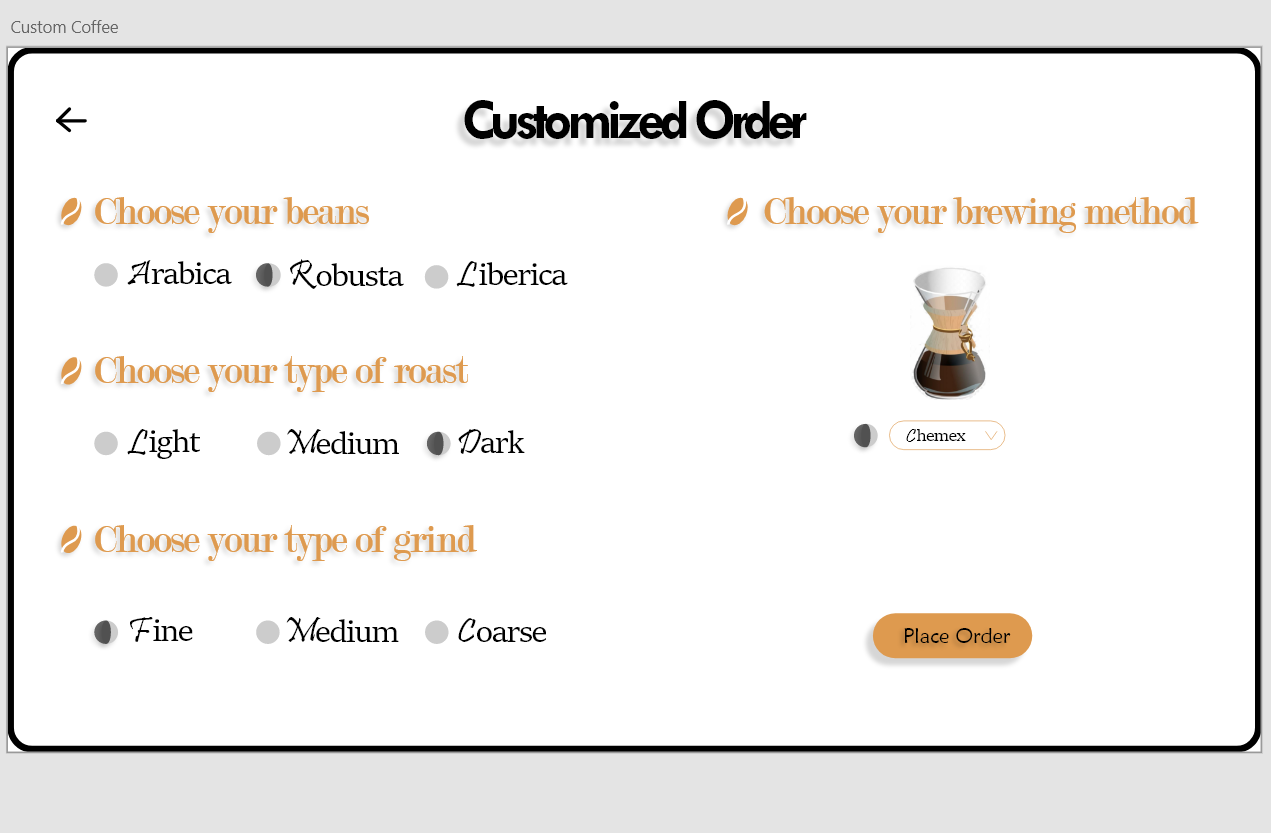 Custom Coffee
Customized Order
Choose your beans
Arabica Robusta Liberica
Choose your type of roast
Light Medium Dark
Choose your type of grind
Fine Medium Coarse
Choose your brewing method
Chemex
Place Order